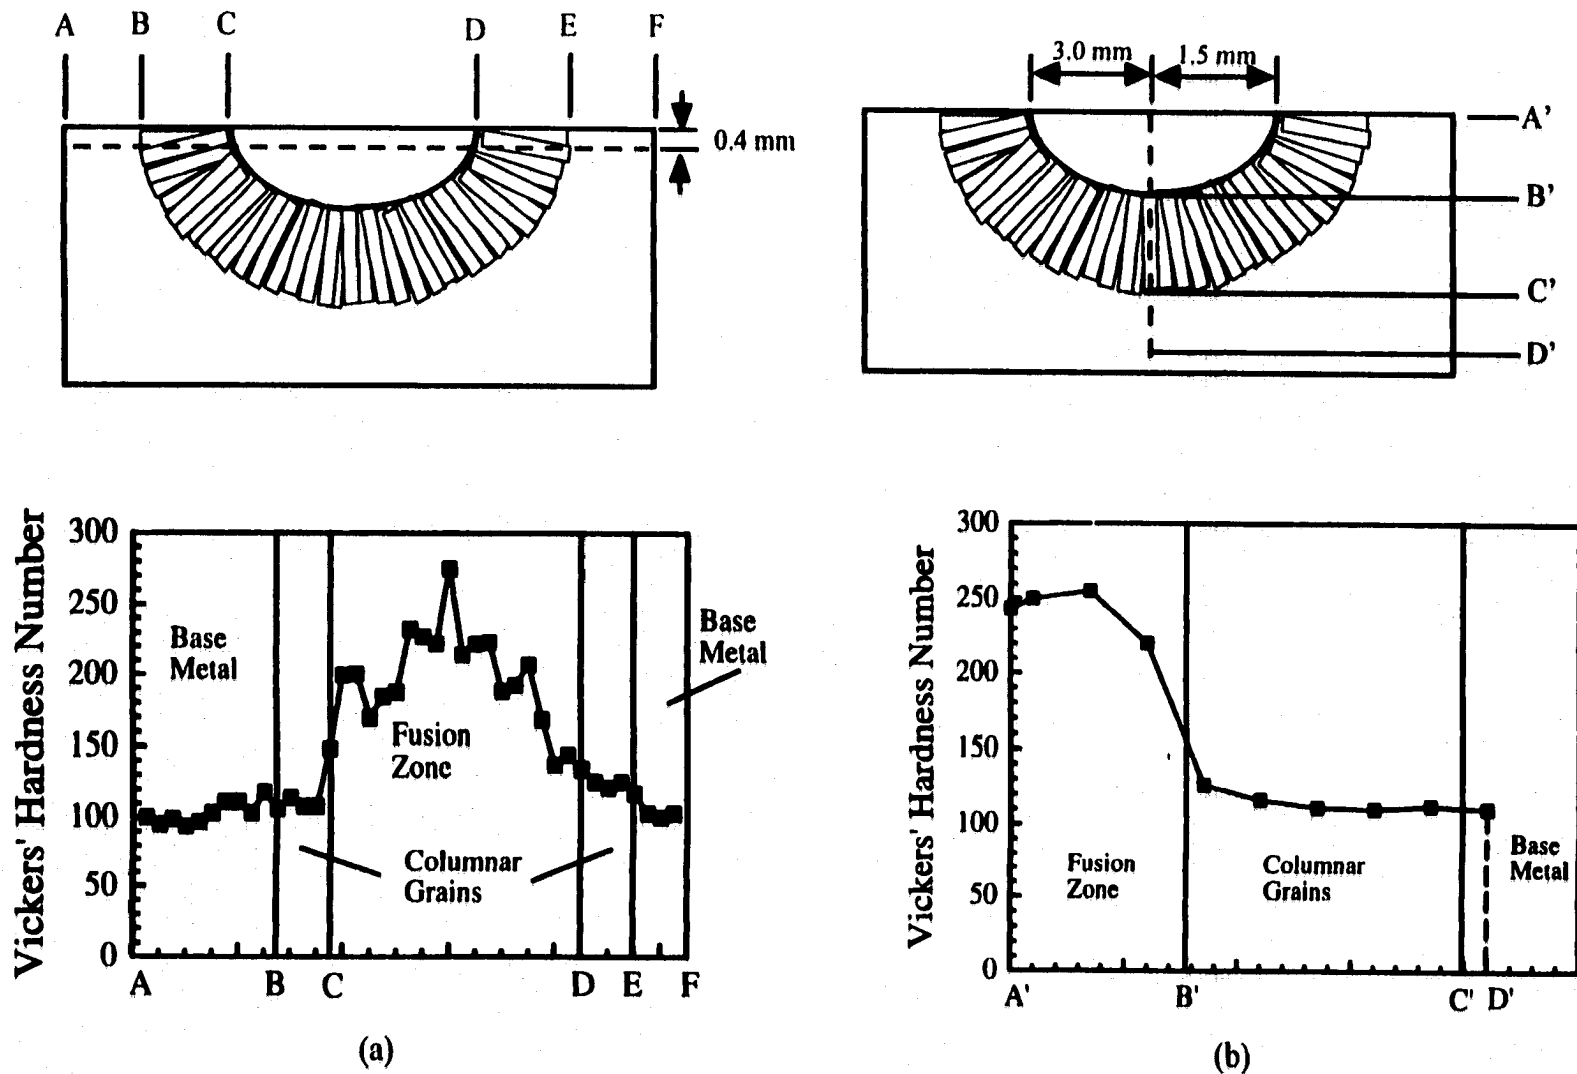 A B C D E F
0.4 mm
3.0 mm 1.5 mm
A'
B'
C'
D'
Vickers' Hardness Number
300
250
200
150
100
50
0
Base
Metal
Fusion
Zone
Columnar
Grains
Base
Metal
A B C D E F
(a)
Vickers' Hardness Number
300
250
200
150
100
50
0
Fusion
Zone
Columnar
Grains
Base
Metal
A' B' C' D'
(b)